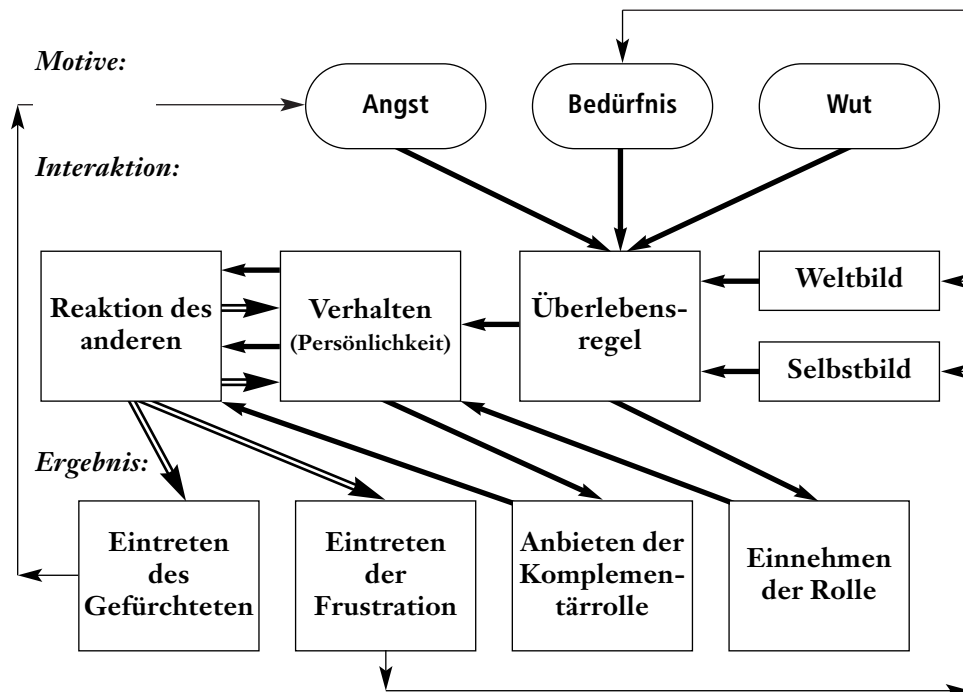 Motive:
Angst
Bedürfnis
Wut
Interaktion:
Reaktion des
anderen
Verhalten
(Persönlichkeit)
Überlebens-
regel
Weltbild
Selbstbild
Ergebnis:
Eintreten
des
Gefürchteten
Eintreten
der
Frustration
Anbieten der
Komplemen-
tärrolle
Einnehmen
der Rolle